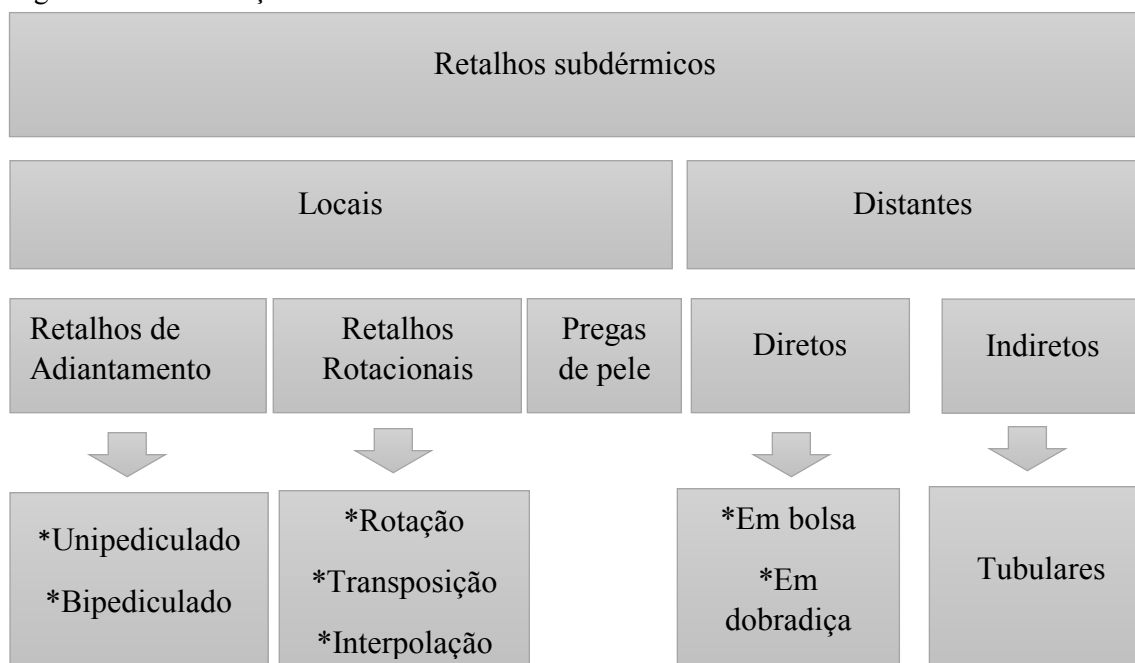 Retalhos subdérmicos
Locais
Distantes
Retalhos de
Adiantamento
Retalhos
Rotacionais
Pregas
de pele
Diretos
Indiretos
*Unipediculado
*Bipediculado
*Rotação
*Transposição
*Interpolação
*Em bolsa
*Em
dobradiça
Tubulares